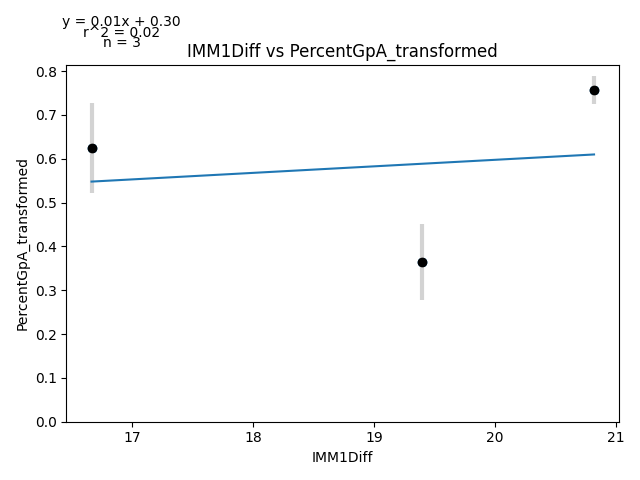 y = 0.01x + 0.30
r^2 = 0.02
n = 3
IMM1Diff vs PercentGpA_transformed
0.8
0.7
0.6
0.5
0.4
0.3
0.2
0.1
0.0
PercentGpA_transformed
17 18 19 20 21
IMM1Diff